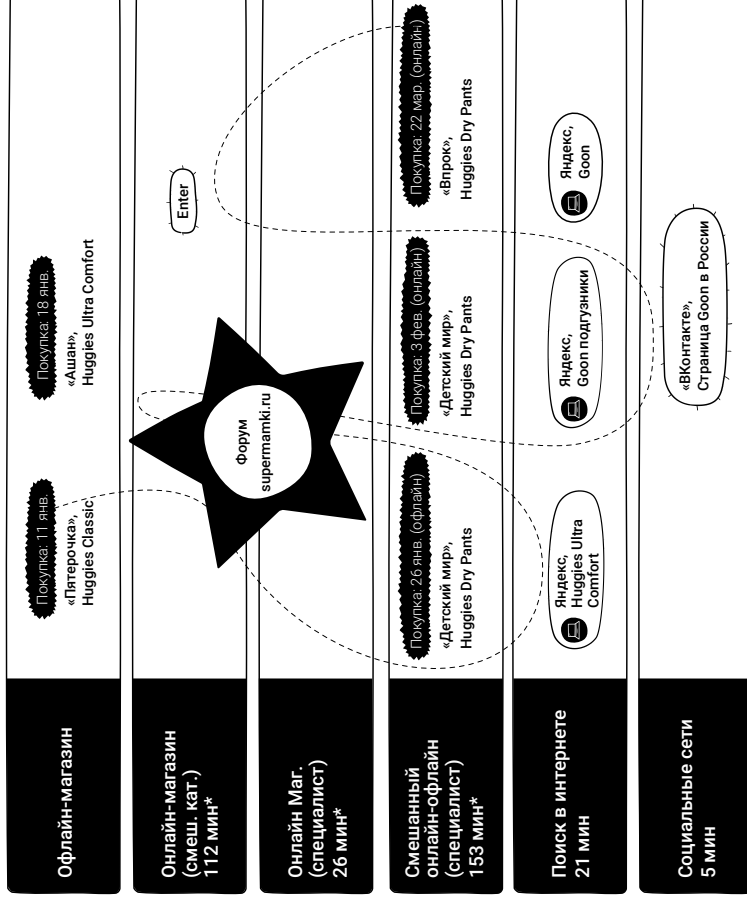 Офлайн-магазин
Покупка: 11 янв.
«Пятерочка»,
Huggies Classic
Покупка: 18 янв.
«Ашан»,
Huggies Ultra Comfort
Онлайн-магазин
(смеш. кат.)
112 мин*
Enter
Форум
supermamki.ru
Онлайн Маг.
(специалист)
26 мин*
Смешанный
онлайн-офлайн
(специалист)
153 мин*
Покупка: 26 янв. (офлайн)
«Детский мир»,
Huggies Dry Pants
Покупка: 3 фев. (онлайн)
«Детский мир»,
Huggies Dry Pants
Покупка: 22 мар. (онлайн)
«Впрок»,
Huggies Dry Pants
Поиск в интернете
21 мин
Яндекс,
Huggies Ultra
Comfort
Яндекс,
Goon подгузники
Яндекс,
Goon
Социальные сети
5 мин
«ВКонтакте»,
Страница Goon в России